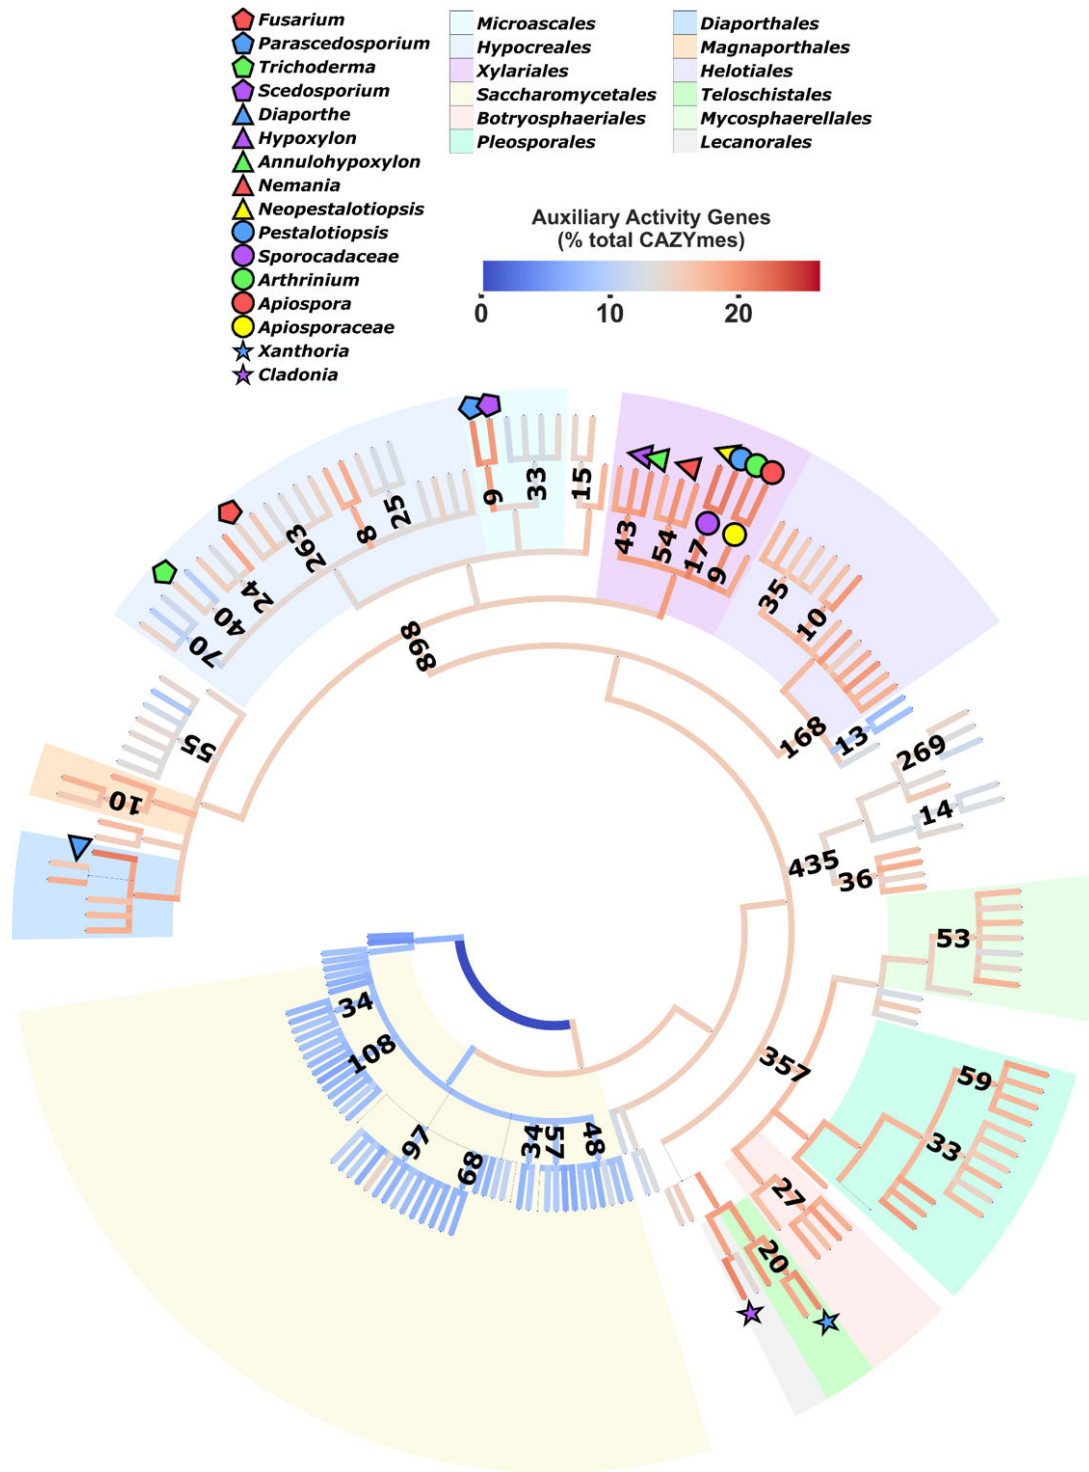 Fusarium
Parascedosporium
Trichoderma
Scedosporium
Diaporthe
Hypoxylon
Annulohypoxylon
Nemania
Neopestalotiopsis
Pestalotiopsis
Sporocadaceae
Arthrinium
Apiospora
Apiosporaceae
Xanthoria
Cladonia
Microascales
Hypocreales
Xylariales
Saccharomycetales
Botryosphaeriales
Pleosporales
Diaporthales
Magnaporthales
Helotiales
Teloschistales
Mycosphaerellales
Lecanorales
Auxiliary Activity Genes
(% total CAZYmes)
0 10 20
9
33
15
43
54
17
9
35
10
25
8
263
24
40
70
898
168
13
269
14
435
36
55
10
53
357
59
33
27
20
34
108
97
68
34
57
48